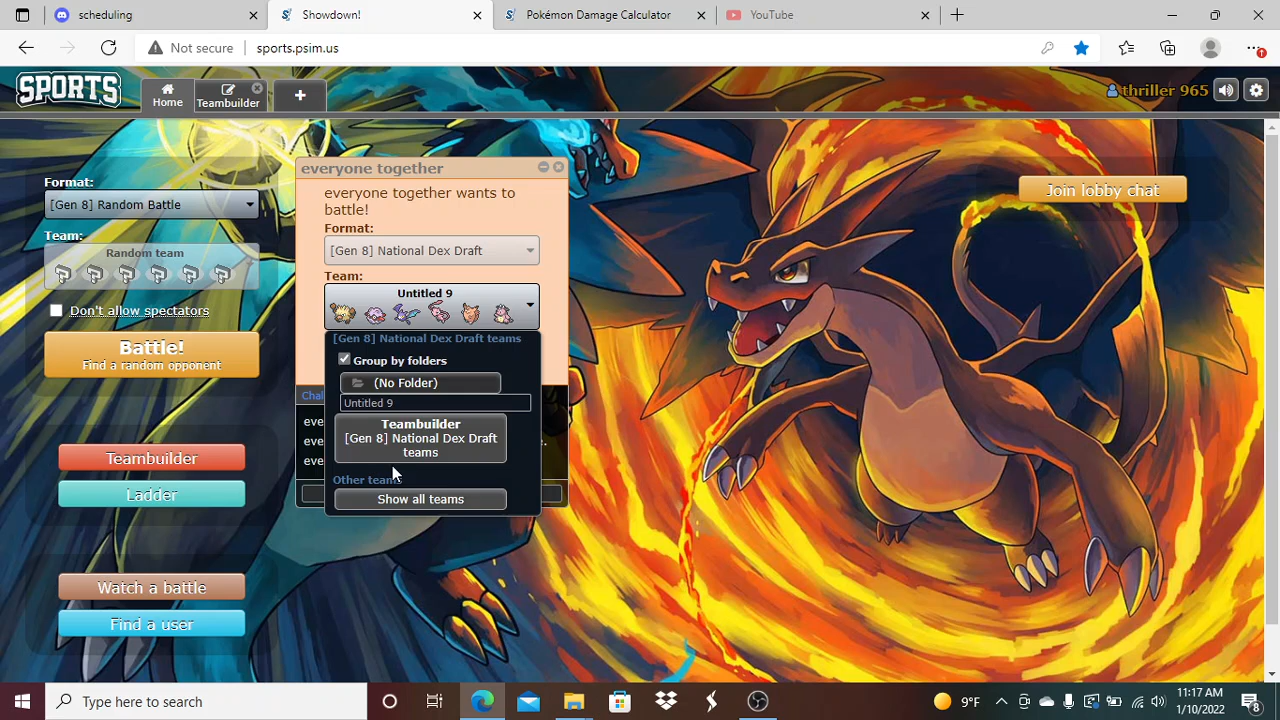 scheduling
Showdown!
Pokémon Damage Calculator
YouTube
Not secure
sports.psim.us
SPORTS
Home
Teambuilder
+
thriller 965
Format:
[Gen 8] Random Battle
Team:
Random team
Don't allow spectators
Battle!
Find a random opponent
Teambuilder
Ladder
Watch a battle
Find a user
everyone together
everyone together wants to
battle!
Format:
[Gen 8] National Dex Draft
Team:
Untitled 9
[Gen 8] National Dex Draft teams
Group by folders
(No Folder)
Untitled 9
Teambuilder
[Gen 8] National Dex Draft
teams
Other teams
Show all teams
Join lobby chat
Type here to search
9°F
11:17 AM
1/10/2022
8